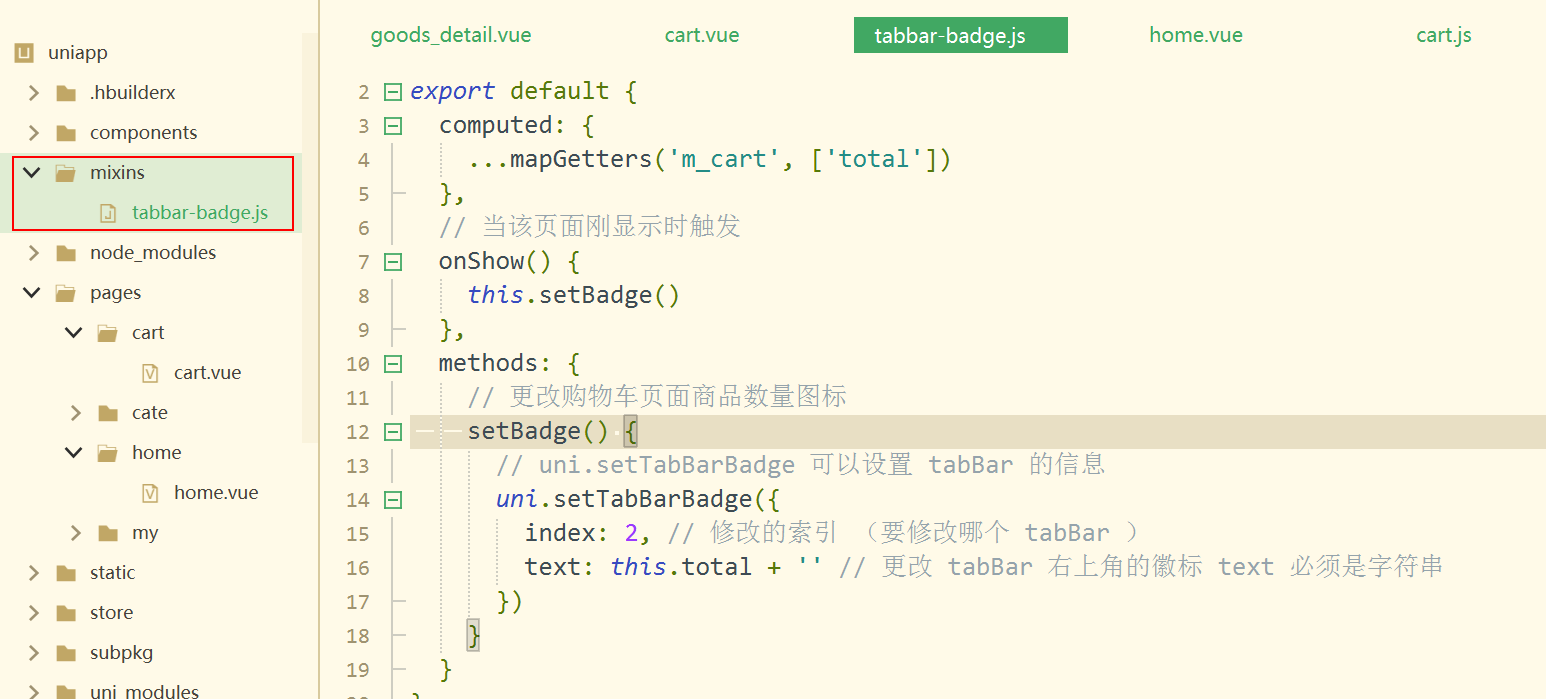 uniapp
.hbuilderx
components
mixins
tabbar-badge.js
node_modules
pages
cart
cart.vue
cate
home
home.vue
my
static
store
subpkg
uni_modules
goods_detail.vue cart.vue tabbar-badge.js home.vue cart.js
2 export default {
3 computed: {
4 ...mapGetters('m_cart', ['total'])
5 },
6 // 当该页面刚显示时触发
7 onShow() {
8 this.setBadge()
9 },
10 methods: {
11 // 更改购物车页面商品数量图标
12 setBadge() {
13 // uni.setTabBarBadge 可以设置 tabBar 的信息
14 uni.setTabBarBadge({
15 index: 2, // 修改的索引 （要修改哪个 tabBar ）
16 text: this.total + '' // 更改 tabBar 右上角的徽标 text 必须是字符串
17 })
18 }
19 }